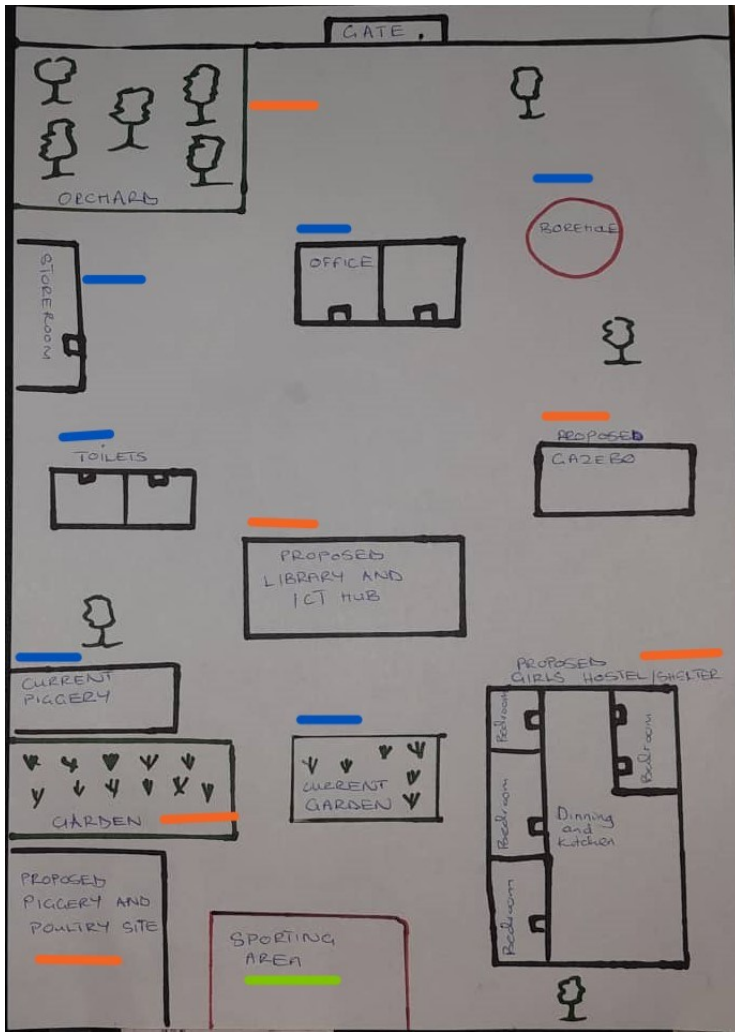 GATE.
ORCHARD
BOREHOLE
OFFICE
STOREROOM
PROPOSED
GAZEBO
TOILETS
PROPOSED
LIBRARY AND
ICT HUB
PROPOSED
GIRLS HOSTEL/SHELTER
CURRENT
PIGGERY
Bedroom
Bedroom
CURRENT
GARDEN
GARDEN
Bedroom
Dinning
and
Kitchen
PROPOSED
PIGGERY AND
POULTRY SITE
Bedroom
SPORTING
AREA